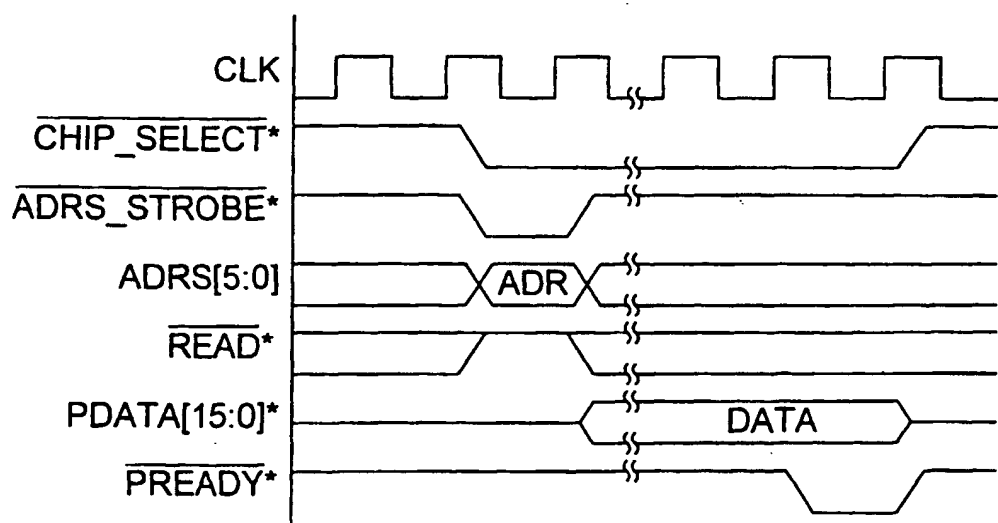 CLK
CHIP_SELECT*
ADRS_STROBE*
ADRS[5:0]
ADR
READ*
PDATA[15:0]*
DATA
PREADY*